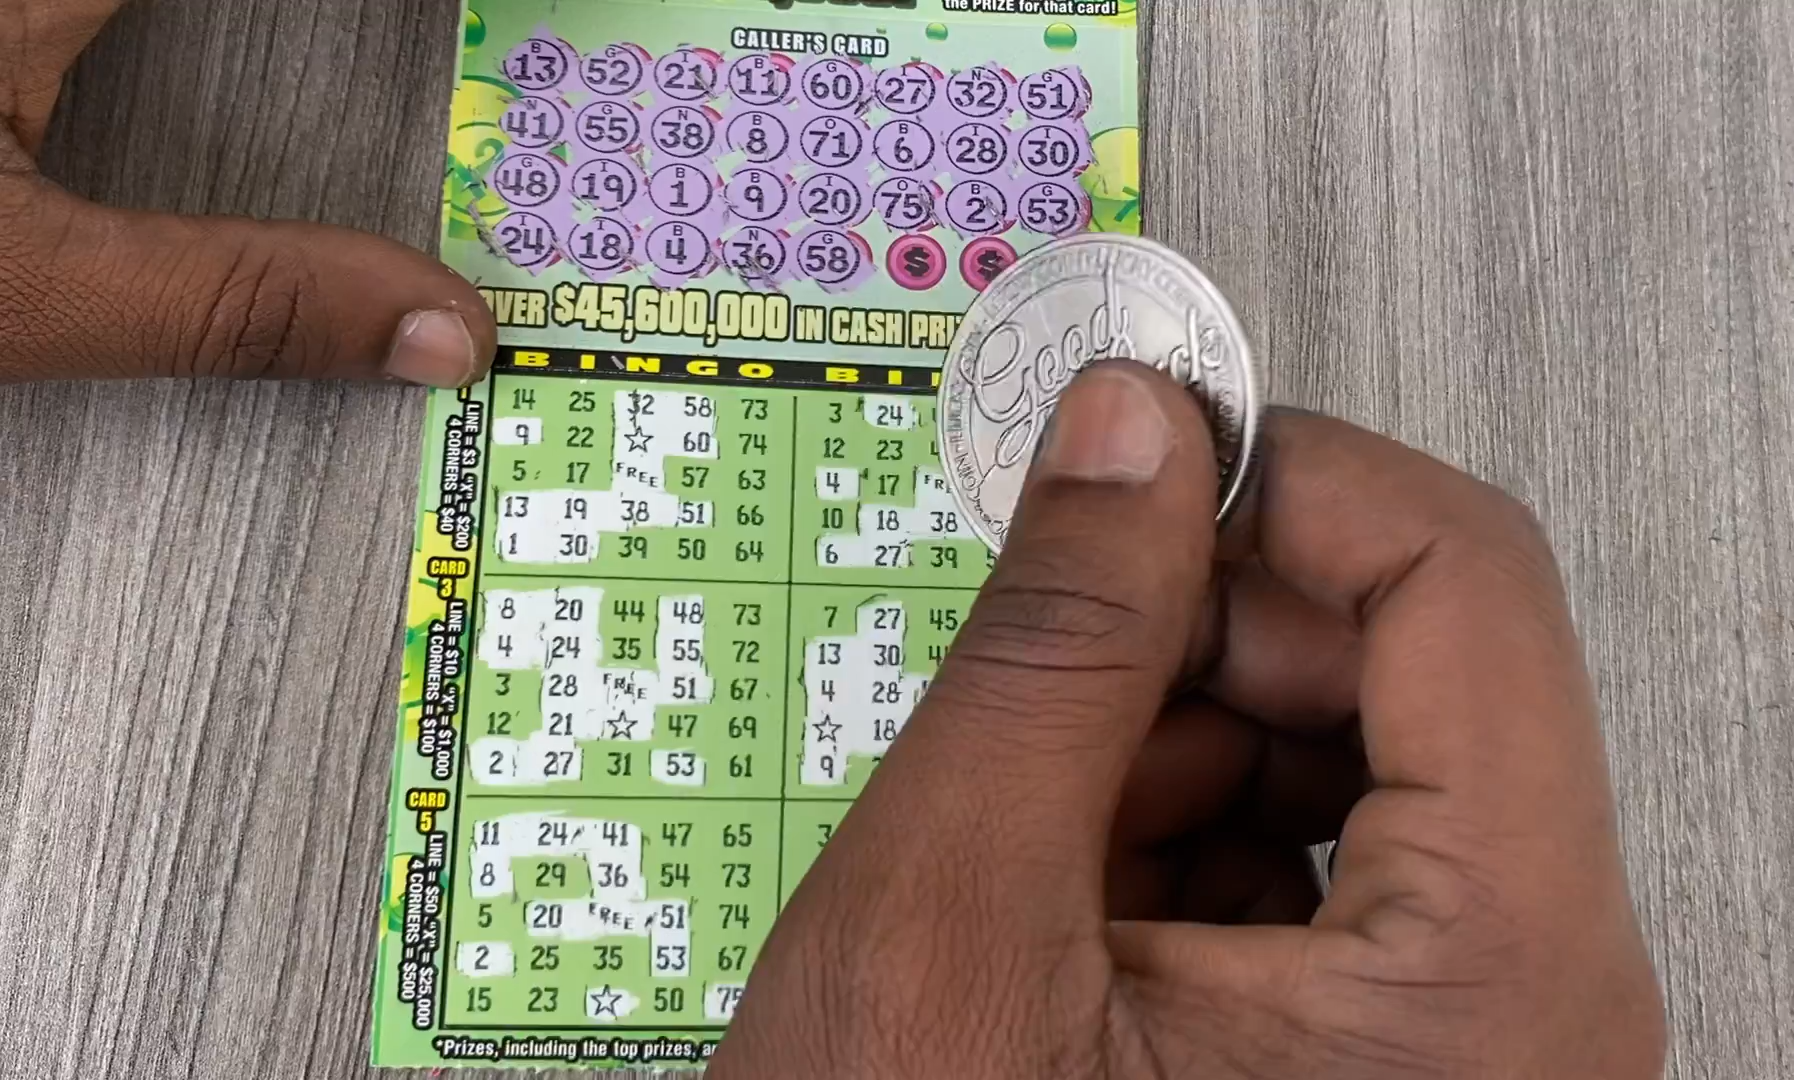 the PRIZE for that card!
CALLER'S CARD
B 13 G 52 I 21 B 11 G 60 I 27 N 32 G 51
N 41 G 55 N 38 B 8 O 71 B 6 I 28 I 30
G 48 I 19 B 1 B 9 I 20 O 75 B 2 G 53
I 24 I 18 B 4 N 36 G 58 $ $
OVER $45,600,000 IN CASH
B I N G O B I
LINE = $3 "X" = $200
4 CORNERS = $40
14 25 32 58 73
9 22 ☆ 60 74
5 17 FREE 57 63
13 19 38 51 66
1 30 39 50 64
3 24
12 23
4 17
10 18 38
6 27 39
CARD
3
LINE = $10 "X" = $1,000
4 CORNERS = $100
8 20 44 48 73
4 24 35 55 72
3 28 FREE 51 67
12 21 ☆ 47 69
2 27 31 53 61
7 27 45
13 30
4 28
☆ 18
9
CARD
5
LINE = $50 "X" = $25,000
4 CORNERS = $500
11 24 41 47 65
8 29 36 54 73
5 20 FREE 51 74
2 25 35 53 67
15 23 ☆ 50 75
3
*Prizes, including the top prizes,
Good